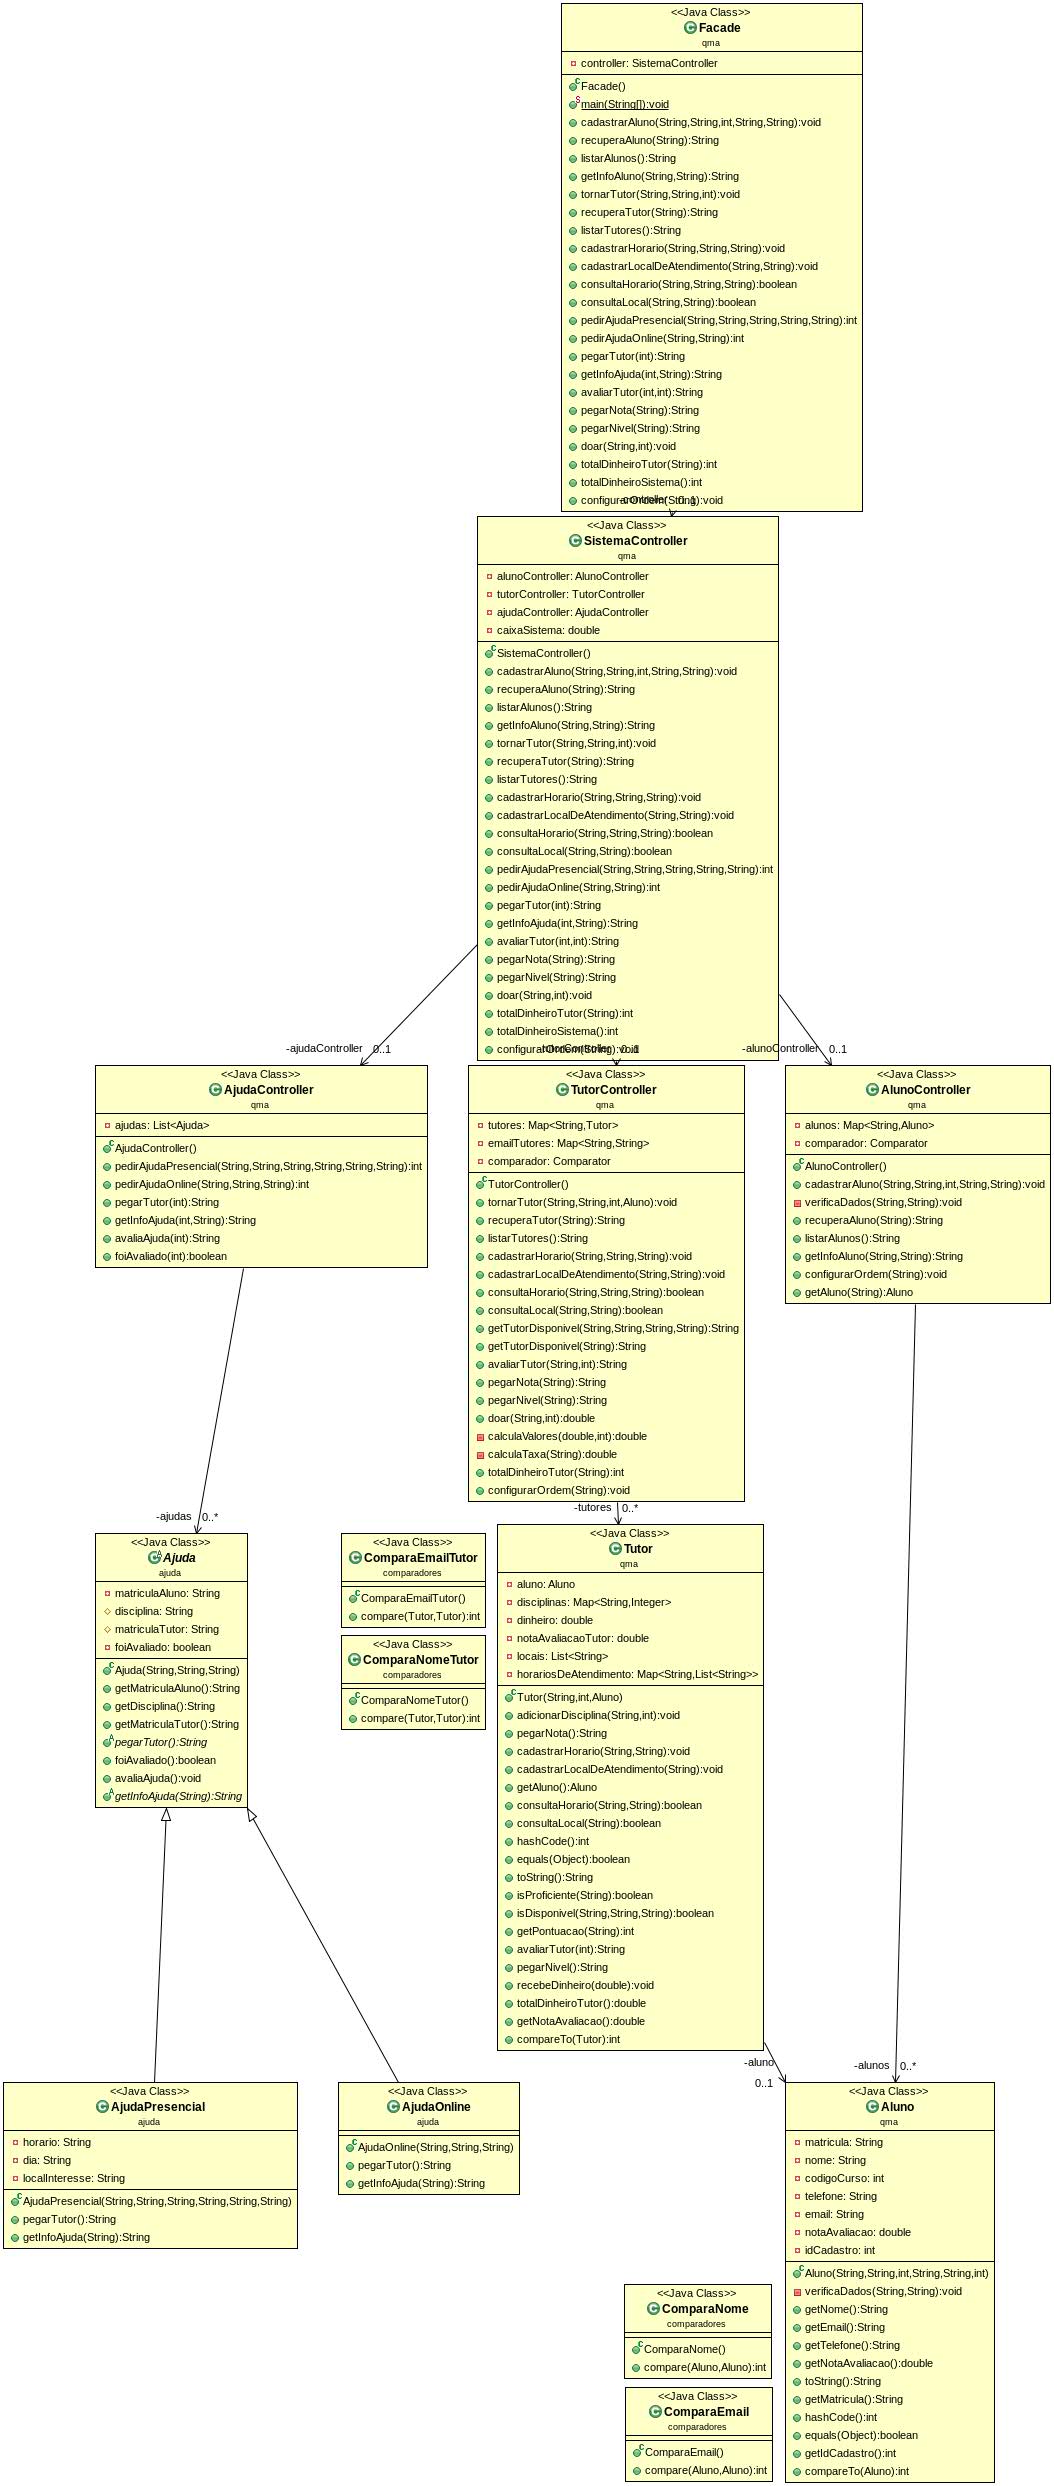 <<Java Class>>
Facade
qma
controller: SistemaController
Facade()
main(String[]):void
cadastrarAluno(String,String,int,String,String):void
recuperaAluno(String):String
listarAlunos():String
getInfoAluno(String,String):String
tornarTutor(String,String,int):void
recuperaTutor(String):String
listarTutores():String
cadastrarHorario(String,String,String):void
cadastrarLocalDeAtendimento(String,String):void
consultaHorario(String,String,String):boolean
consultaLocal(String,String):boolean
pedirAjudaPresencial(String,String,String,String,String):int
pedirAjudaOnline(String,String):int
pegarTutor(int):String
getInfoAjuda(int,String):String
avaliarTutor(int,int):String
pegarNota(String):String
pegarNivel(String):String
doar(String,int):void
totalDinheiroTutor(String):int
totalDinheiroSistema():int
configurarOrdem(String):void
-controller 0..1
<<Java Class>>
SistemaController
qma
alunoController: AlunoController
tutorController: TutorController
ajudaController: AjudaController
caixaSistema: double
SistemaController()
cadastrarAluno(String,String,int,String,String):void
recuperaAluno(String):String
listarAlunos():String
getInfoAluno(String,String):String
tornarTutor(String,String,int):void
recuperaTutor(String):String
listarTutores():String
cadastrarHorario(String,String,String):void
cadastrarLocalDeAtendimento(String,String):void
consultaHorario(String,String,String):boolean
consultaLocal(String,String):boolean
pedirAjudaPresencial(String,String,String,String,String):int
pedirAjudaOnline(String,String):int
pegarTutor(int):String
getInfoAjuda(int,String):String
avaliarTutor(int,int):String
pegarNota(String):String
pegarNivel(String):String
doar(String,int):void
totalDinheiroTutor(String):int
totalDinheiroSistema():int
configurarOrdem(String):void
-ajudaController 0..1
-tutorController 0..1
-alunoController 0..1
<<Java Class>>
AjudaController
qma
ajudas: List<Ajuda>
AjudaController()
pedirAjudaPresencial(String,String,String,String,String,String):int
pedirAjudaOnline(String,String,String):int
pegarTutor(int):String
getInfoAjuda(int,String):String
avaliaAjuda(int):String
foiAvaliado(int):boolean
<<Java Class>>
TutorController
qma
tutores: Map<String,Tutor>
emailTutores: Map<String,String>
comparador: Comparator
TutorController()
tornarTutor(String,String,int,Aluno):void
recuperaTutor(String):String
listarTutores():String
cadastrarHorario(String,String,String):void
cadastrarLocalDeAtendimento(String,String):void
consultaHorario(String,String,String):boolean
consultaLocal(String,String):boolean
getTutorDisponivel(String,String,String,String):String
getTutorDisponivel(String):String
avaliarTutor(String,int):String
pegarNota(String):String
pegarNivel(String):String
doar(String,int):double
calculaValores(double,int):double
calculaTaxa(String):double
totalDinheiroTutor(String):int
configurarOrdem(String):void
<<Java Class>>
AlunoController
qma
alunos: Map<String,Aluno>
comparador: Comparator
AlunoController()
cadastrarAluno(String,String,int,String,String):void
verificaDados(String,String):void
recuperaAluno(String):String
listarAlunos():String
getInfoAluno(String,String):String
configurarOrdem(String):void
getAluno(String):Aluno
-ajudas 0..*
-tutores 0..*
<<Java Class>>
Ajuda
ajuda
matriculaAluno: String
disciplina: String
matriculaTutor: String
foiAvaliado: boolean
Ajuda(String,String,String)
getMatriculaAluno():String
getDisciplina():String
getMatriculaTutor():String
pegarTutor():String
foiAvaliado():boolean
avaliaAjuda():void
getInfoAjuda(String):String
<<Java Class>>
ComparaEmailTutor
comparadores
ComparaEmailTutor()
compare(Tutor,Tutor):int
<<Java Class>>
ComparaNomeTutor
comparadores
ComparaNomeTutor()
compare(Tutor,Tutor):int
<<Java Class>>
Tutor
qma
aluno: Aluno
disciplinas: Map<String,Integer>
dinheiro: double
notaAvaliacaoTutor: double
locais: List<String>
horariosDeAtendimento: Map<String,List<String>>
Tutor(String,int,Aluno)
adicionarDisciplina(String,int):void
pegarNota():String
cadastrarHorario(String,String):void
cadastrarLocalDeAtendimento(String):void
getAluno():Aluno
consultaHorario(String,String):boolean
consultaLocal(String):boolean
hashCode():int
equals(Object):boolean
toString():String
isProficiente(String):boolean
isDisponivel(String,String,String):boolean
getPontuacao(String):int
avaliarTutor(int):String
pegarNivel():String
recebeDinheiro(double):void
totalDinheiroTutor():double
getNotaAvaliacao():double
compareTo(Tutor):int
-aluno
0..1
-alunos 0..*
<<Java Class>>
AjudaPresencial
ajuda
horario: String
dia: String
localInteresse: String
AjudaPresencial(String,String,String,String,String,String)
pegarTutor():String
getInfoAjuda(String):String
<<Java Class>>
AjudaOnline
ajuda
AjudaOnline(String,String,String)
pegarTutor():String
getInfoAjuda(String):String
<<Java Class>>
Aluno
qma
matricula: String
nome: String
codigoCurso: int
telefone: String
email: String
notaAvaliacao: double
idCadastro: int
Aluno(String,String,int,String,String,int)
verificaDados(String,String):void
getNome():String
getEmail():String
getTelefone():String
getNotaAvaliacao():double
toString():String
getMatricula():String
hashCode():int
equals(Object):boolean
getIdCadastro():int
compareTo(Aluno):int
<<Java Class>>
ComparaNome
comparadores
ComparaNome()
compare(Aluno,Aluno):int
<<Java Class>>
ComparaEmail
comparadores
ComparaEmail()
compare(Aluno,Aluno):int